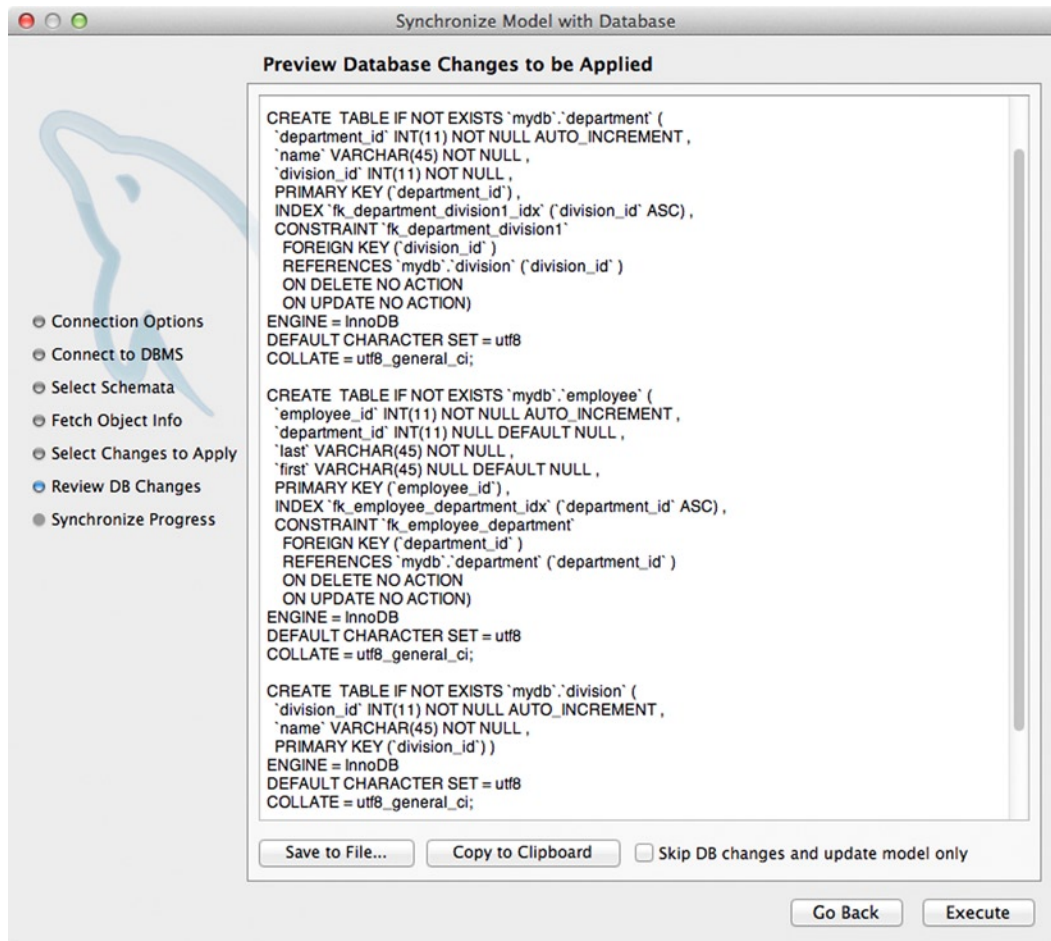 Synchronize Model with Database
Preview Database Changes to be Applied
Connection Options
Connect to DBMS
Select Schemata
Fetch Object Info
Select Changes to Apply
Review DB Changes
Synchronize Progress
CREATE  TABLE IF NOT EXISTS `mydb`.`department` (
  `department_id` INT(11) NOT NULL AUTO_INCREMENT ,
  `name` VARCHAR(45) NOT NULL ,
  `division_id` INT(11) NOT NULL ,
  PRIMARY KEY (`department_id`) ,
  INDEX `fk_department_division1_idx` (`division_id` ASC) ,
  CONSTRAINT `fk_department_division1`
    FOREIGN KEY (`division_id` )
    REFERENCES `mydb`.`division` (`division_id` )
    ON DELETE NO ACTION
    ON UPDATE NO ACTION)
ENGINE = InnoDB
DEFAULT CHARACTER SET = utf8
COLLATE = utf8_general_ci;
CREATE  TABLE IF NOT EXISTS `mydb`.`employee` (
  `employee_id` INT(11) NOT NULL AUTO_INCREMENT ,
  `department_id` INT(11) NULL DEFAULT NULL ,
  `last` VARCHAR(45) NOT NULL ,
  `first` VARCHAR(45) NULL DEFAULT NULL ,
  PRIMARY KEY (`employee_id`) ,
  INDEX `fk_employee_department_idx` (`department_id` ASC) ,
  CONSTRAINT `fk_employee_department`
    FOREIGN KEY (`department_id` )
    REFERENCES `mydb`.`department` (`department_id` )
    ON DELETE NO ACTION
    ON UPDATE NO ACTION)
ENGINE = InnoDB
DEFAULT CHARACTER SET = utf8
COLLATE = utf8_general_ci;
CREATE  TABLE IF NOT EXISTS `mydb`.`division` (
  `division_id` INT(11) NOT NULL AUTO_INCREMENT ,
  `name` VARCHAR(45) NOT NULL ,
  PRIMARY KEY (`division_id`) )
ENGINE = InnoDB
DEFAULT CHARACTER SET = utf8
COLLATE = utf8_general_ci;
Save to File...
Copy to Clipboard
Skip DB changes and update model only
Go Back
Execute